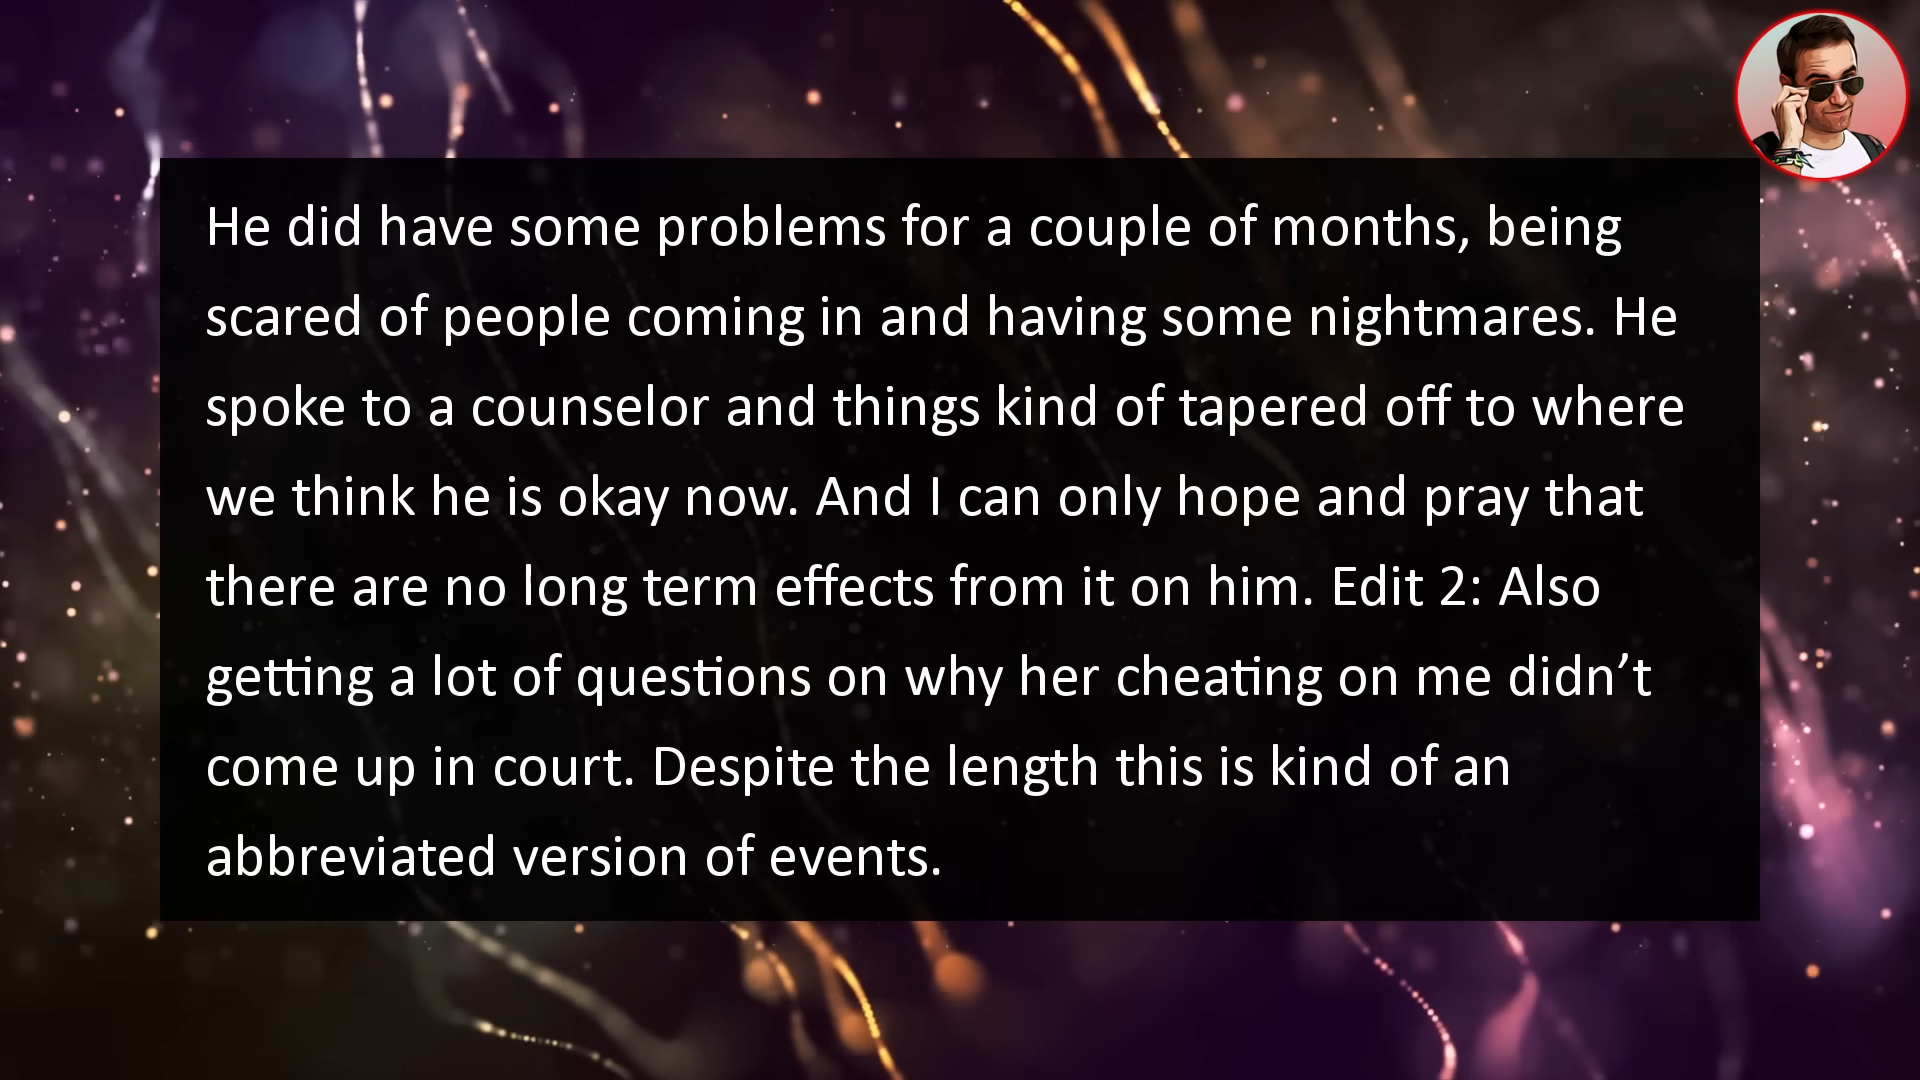 He did have some problems for a couple of months, being
scared of people coming in and having some nightmares. He
spoke to a counselor and things kind of tapered off to where
we think he is okay now. And I can only hope and pray that
there are no long term effects from it on him. Edit 2: Also
getting a lot of questions on why her cheating on me didn’t
come up in court. Despite the length this is kind of an
abbreviated version of events.